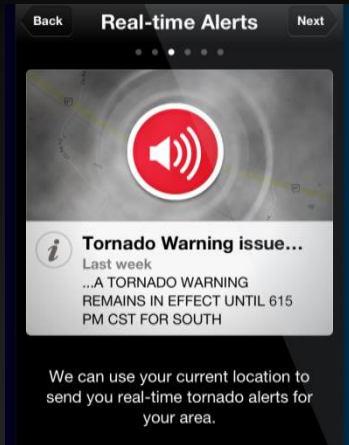 Back
Real-time Alerts
Next
Tornado Warning issue...
Last week
...A TORNADO WARNING
REMAINS IN EFFECT UNTIL 615
PM CST FOR SOUTH
We can use your current location to
send you real-time tornado alerts for
your area.